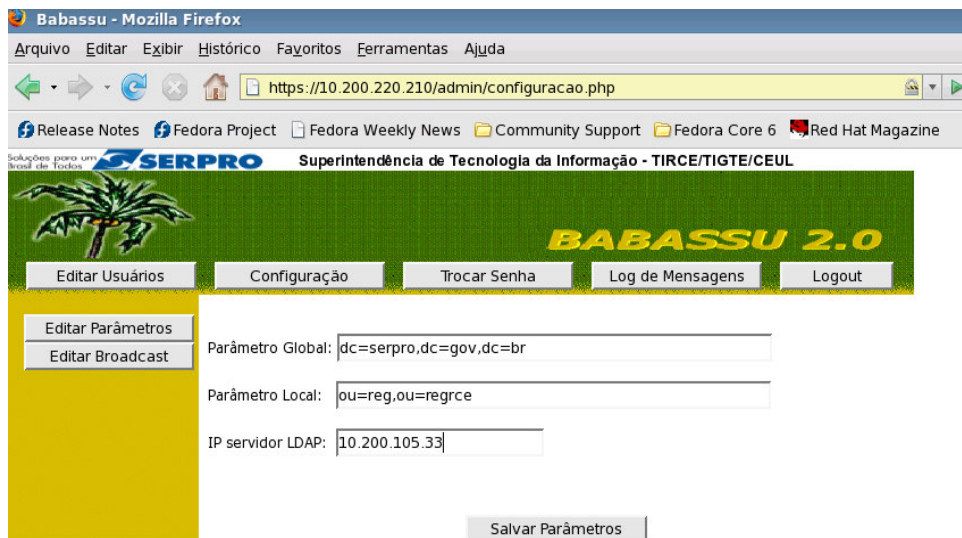 Babassu - Mozilla Firefox
Arquivo Editar Exibir Histórico Favoritos Ferramentas Ajuda
https://10.200.220.210/admin/configuracao.php
Release Notes Fedora Project Fedora Weekly News Community Support Fedora Core 6 Red Hat Magazine
Soluções para um Brasil de Todos SERPRO Superintendência de Tecnologia da Informação - TIRCE/TIGTE/CEUL
BABASSU 2.0
Editar Usuários Configuração Trocar Senha Log de Mensagens Logout
Editar Parâmetros
Editar Broadcast
Parâmetro Global: dc=serpro,dc=gov,dc=br
Parâmetro Local: ou=reg,ou=regrce
IP servidor LDAP: 10.200.105.33
Salvar Parâmetros